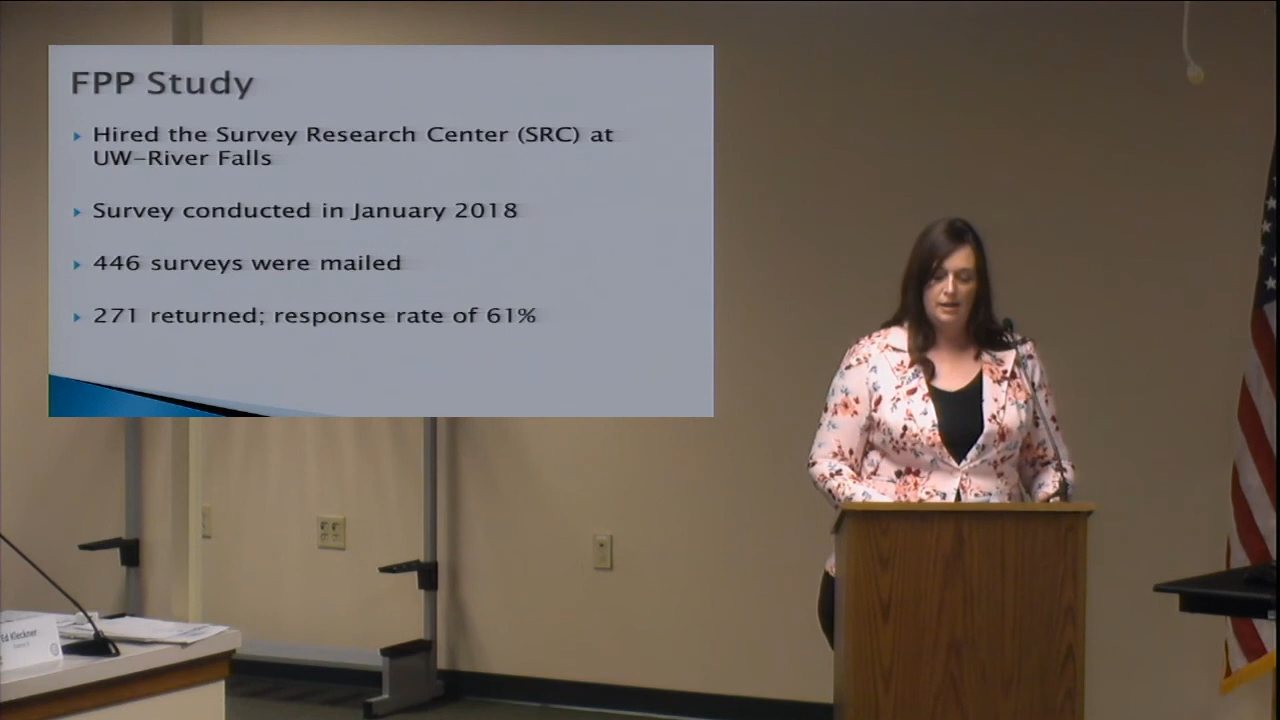 FPP Study
Hired the Survey Research Center (SRC) at
UW-River Falls
Survey conducted in January 2018
446 surveys were mailed
271 returned; response rate of 61%
Ed Kleckner